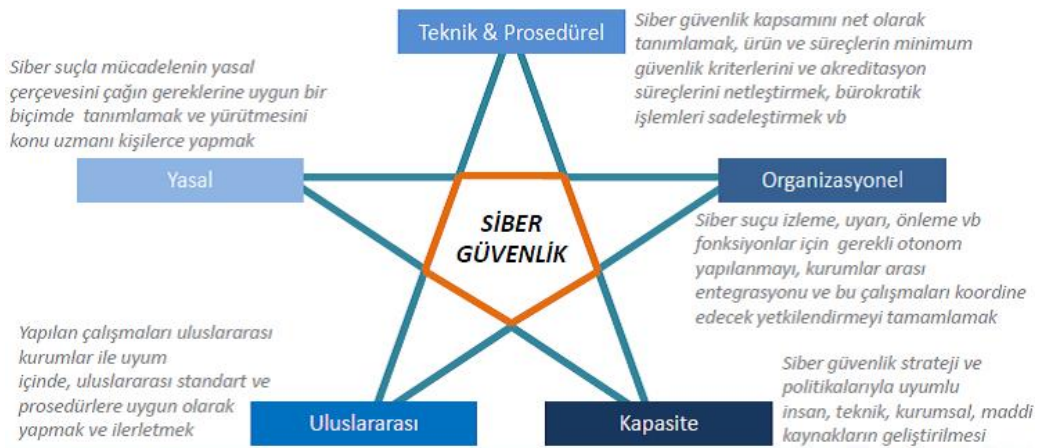 Teknik & Prosedürel
Siber güvenlik kapsamını net olarak
tanımlamak, ürün ve süreçlerin minimum
güvenlik kriterlerini ve akreditasyon
süreçlerini netleştirmek, bürokratik
işlemleri sadeleştirmek vb
Siber suçla mücadelenin yasal
çerçevesini çağın gereklerine uygun bir
biçimde tanımlamak ve yürütmesini
konu uzmanı kişilerce yapmak
Yasal
Organizasyonel
SİBER
GÜVENLİK
Siber suçu izleme, uyarı, önleme vb
fonksiyonlar için gerekli otonom
yapılanmayı, kurumlar arası
entegrasyonu ve bu çalışmaları koordine
edecek yetkilendirmeyi tamamlamak
Yapılan çalışmaları uluslararası
kurumlar ile uyum
içinde, uluslararası standart ve
prosedürlere uygun olarak
yapmak ve ilerletmek
Uluslararası
Kapasite
Siber güvenlik strateji ve
politikalarıyla uyumlu
insan, teknik, kurumsal, maddi
kaynakların geliştirilmesi